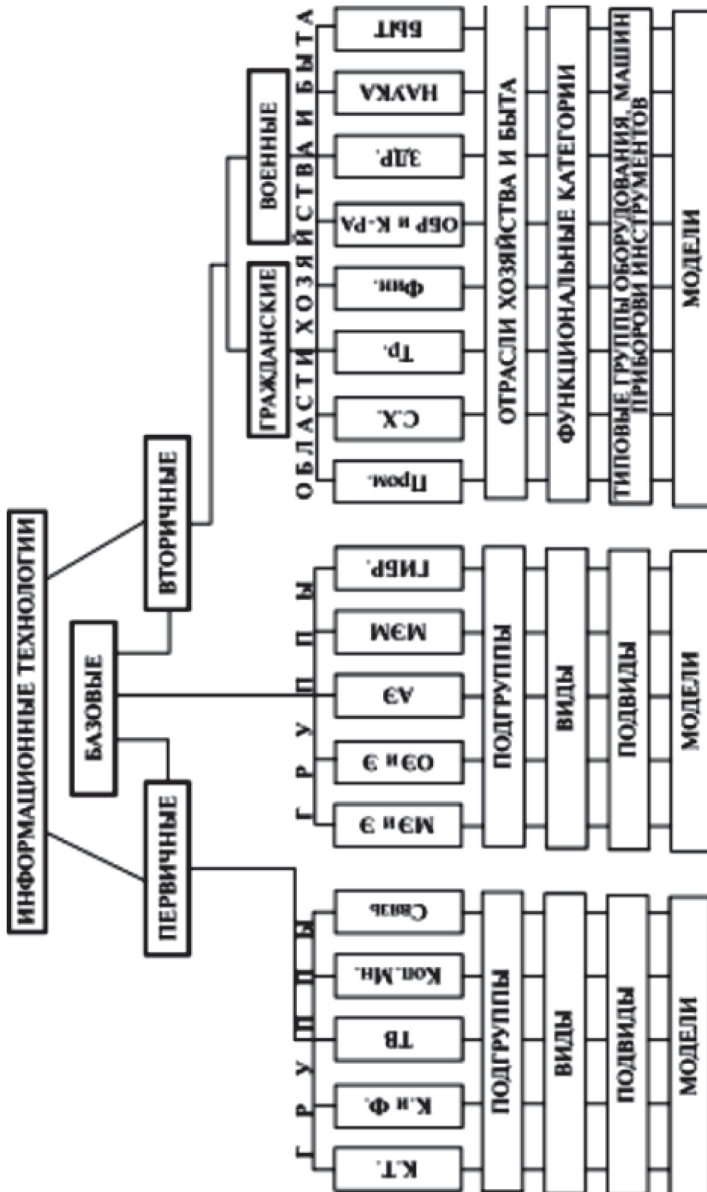 ИНФОРМАЦИОННЫЕ ТЕХНОЛОГИИ
БАЗОВЫЕ
ПЕРВИЧНЫЕ
ВТОРИЧНЫЕ
ГРАЖДАНСКИЕ
ВОЕННЫЕ
ГРУППЫ
К.Т.
К.и Ф.
ТВ
Коп.Мн.
Связь
ПОДГРУППЫ
ВИДЫ
ПОДВИДЫ
МОДЕЛИ
ГРУППЫ
МЭ и Э
ОЭ и Э
АЭ
МЭМ
ГИБР.
ПОДГРУППЫ
ВИДЫ
ПОДВИДЫ
МОДЕЛИ
ОБЛАСТИ ХОЗЯЙСТВА И БЫТА
Пром.
С.Х.
Тр.
Фин.
ОБР и К-РА
ЗДР.
НАУКА
БЫТ
ОТРАСЛИ ХОЗЯЙСТВА И БЫТА
ФУНКЦИОНАЛЬНЫЕ КАТЕГОРИИ
ТИПОВЫЕ ГРУППЫ ОБОРУДОВАНИЯ, МАШИН
ПРИБОРОВИ ИНСТРУМЕНТОВ
МОДЕЛИ